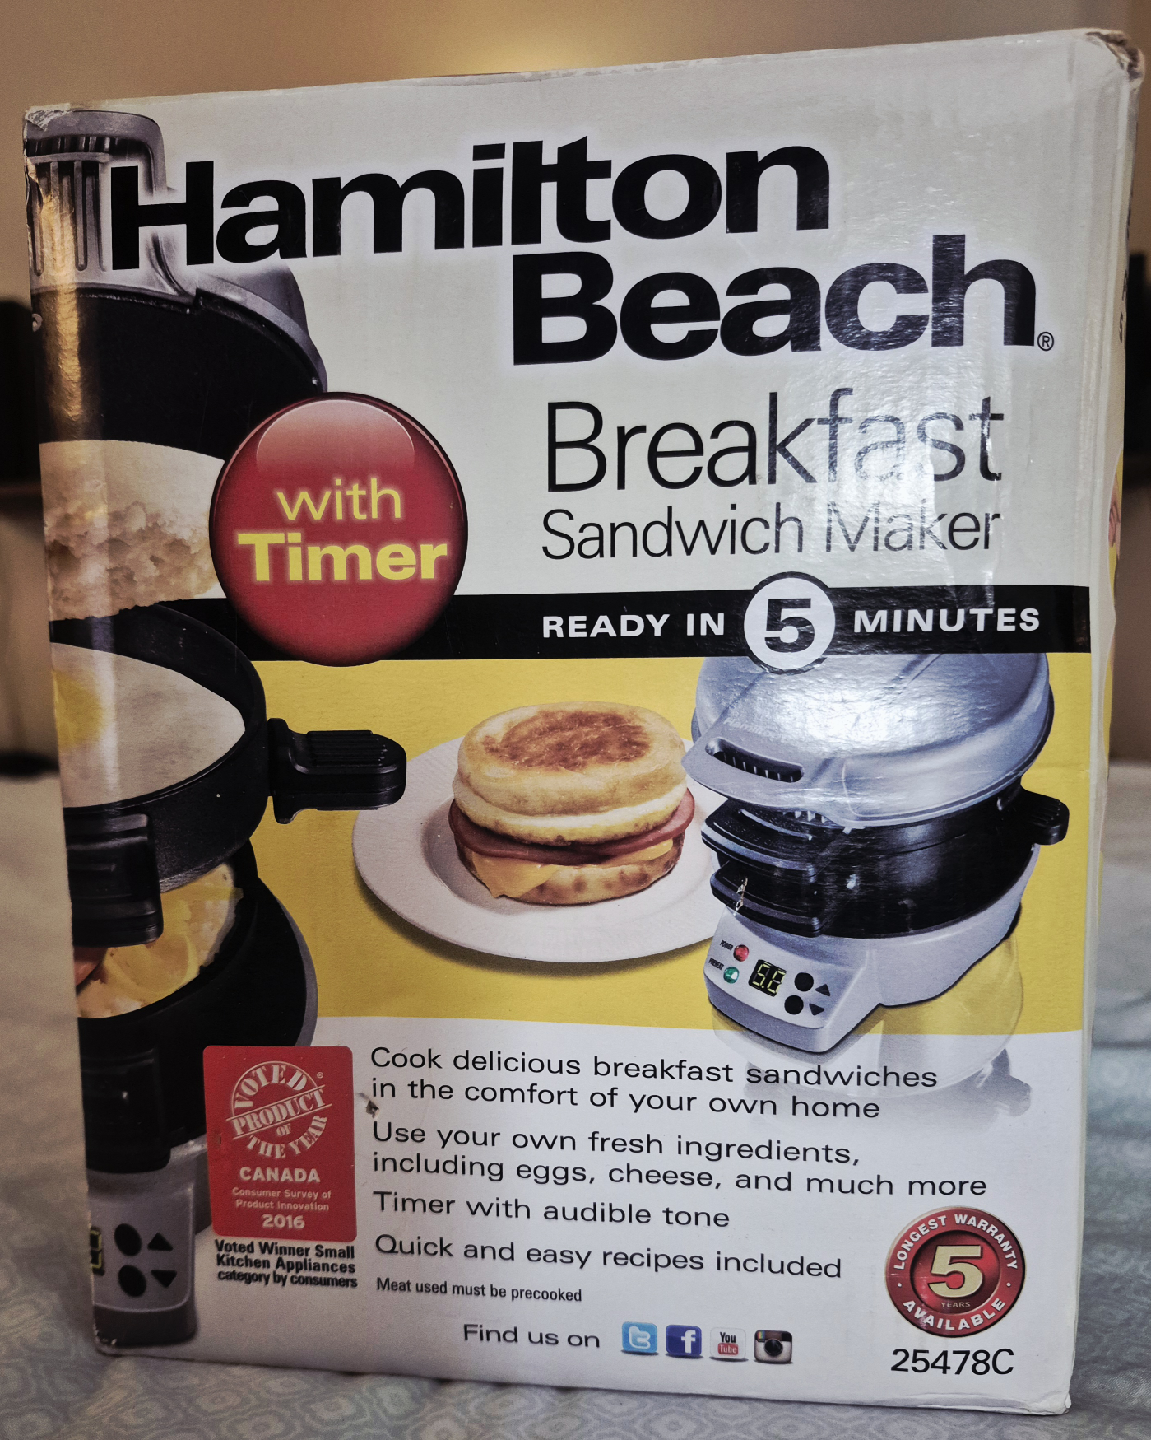 Hamilton
Beach®
Breakfast
Sandwich Maker
with
Timer
READY IN 5 MINUTES
POWER
PREHEAT
Cook delicious breakfast sandwiches
in the comfort of your own home
Use your own fresh ingredients,
including eggs, cheese, and much more
Timer with audible tone
Quick and easy recipes included
Meat used must be precooked
VOTED
PRODUCT
OF
THE YEAR
CANADA
Consumer Survey of
Product Innovation
2016
Voted Winner Small
Kitchen Appliances
category by consumers
Find us on
You
Tube
LONGEST WARRANTY
5
YEARS
AVAILABLE
25478C